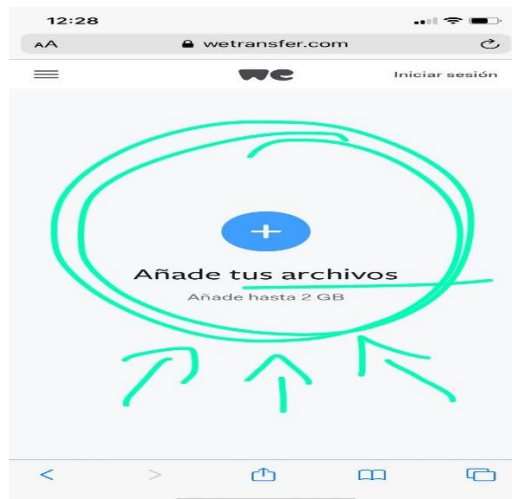 12:28
AA wetransfer.com
we Iniciar sesión
Añade tus archivos
Añade hasta 2 GB